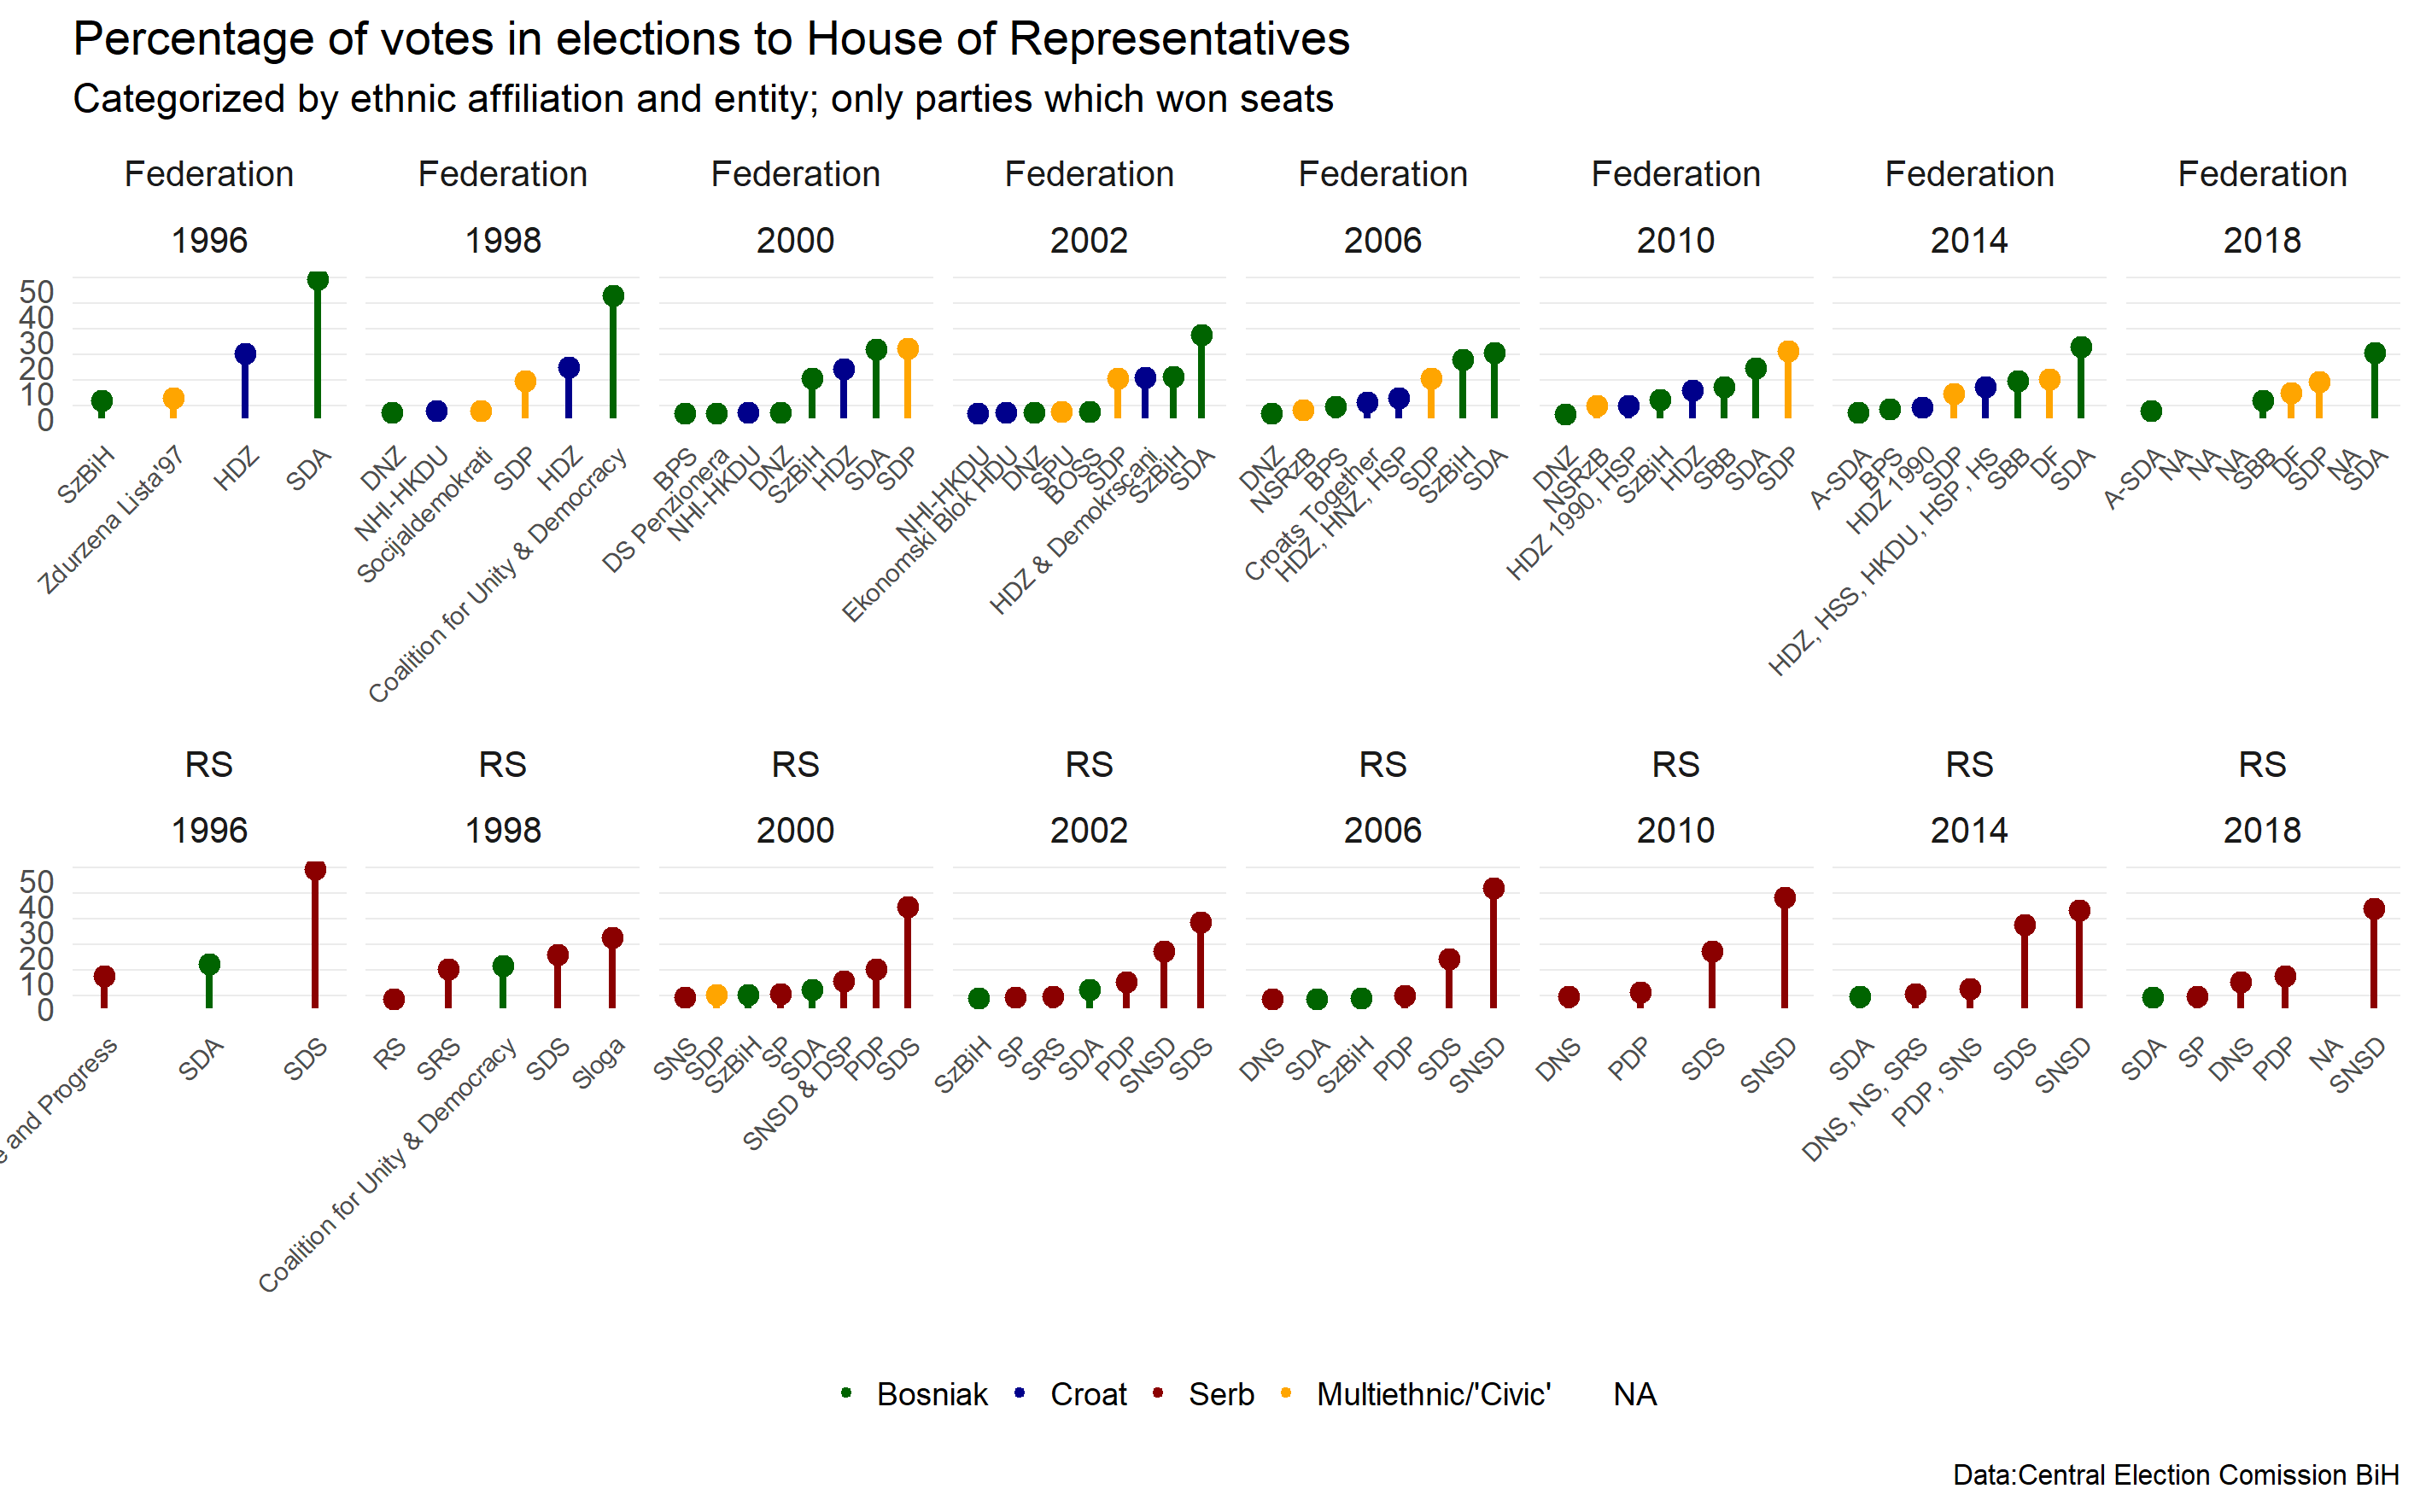 Percentage of votes in elections to House of Representatives
Categorized by ethnic affiliation and entity; only parties which won seats
Federation Federation Federation Federation Federation Federation Federation Federation
1996 1998 2000 2002 2006 2010 2014 2018
50
40
30
20
10
0
SzBiH Zdurzena Lista'97 HDZ SDA
DNZ NHI-HKDU Socijaldemokrati SDP HDZ Coalition for Unity & Democracy
BPS DS Penzionera NHI-HKDU DNZ SzBiH HDZ SDA SDP
NHI-HKDU Ekonomski Blok HDU DNZ SPU BOSS SDP HDZ & Demokrscani SzBiH SDA
DNZ NSRzB BPS Croats Together HDZ, HNZ, HSP SDP SzBiH SDA
DNZ NSRzB HDZ 1990, HSP SzBiH HDZ SBB SDA SDP
A-SDA BPS HDZ 1990 SDP HDZ, HSS, HKDU, HSP, HS SBB DF SDA
A-SDA NA NA NA SBB DF SDP NA SDA
RS RS RS RS RS RS RS RS
1996 1998 2000 2002 2006 2010 2014 2018
50
40
30
20
10
0
e and Progress SDA SDS
RS SRS Coalition for Unity & Democracy SDS Sloga
SNS SDP SzBiH SP SDA SNSD & DSP PDP SDS
SzBiH SP SRS SDA PDP SNSD SDS
DNS SDA SzBiH PDP SDS SNSD
DNS PDP SDS SNSD
SDA DNS, NS, SRS PDP, SNS SDS SNSD
SDA SP DNS PDP NA SNSD
Bosniak Croat Serb Multiethnic/'Civic' NA
Data:Central Election Comission BiH